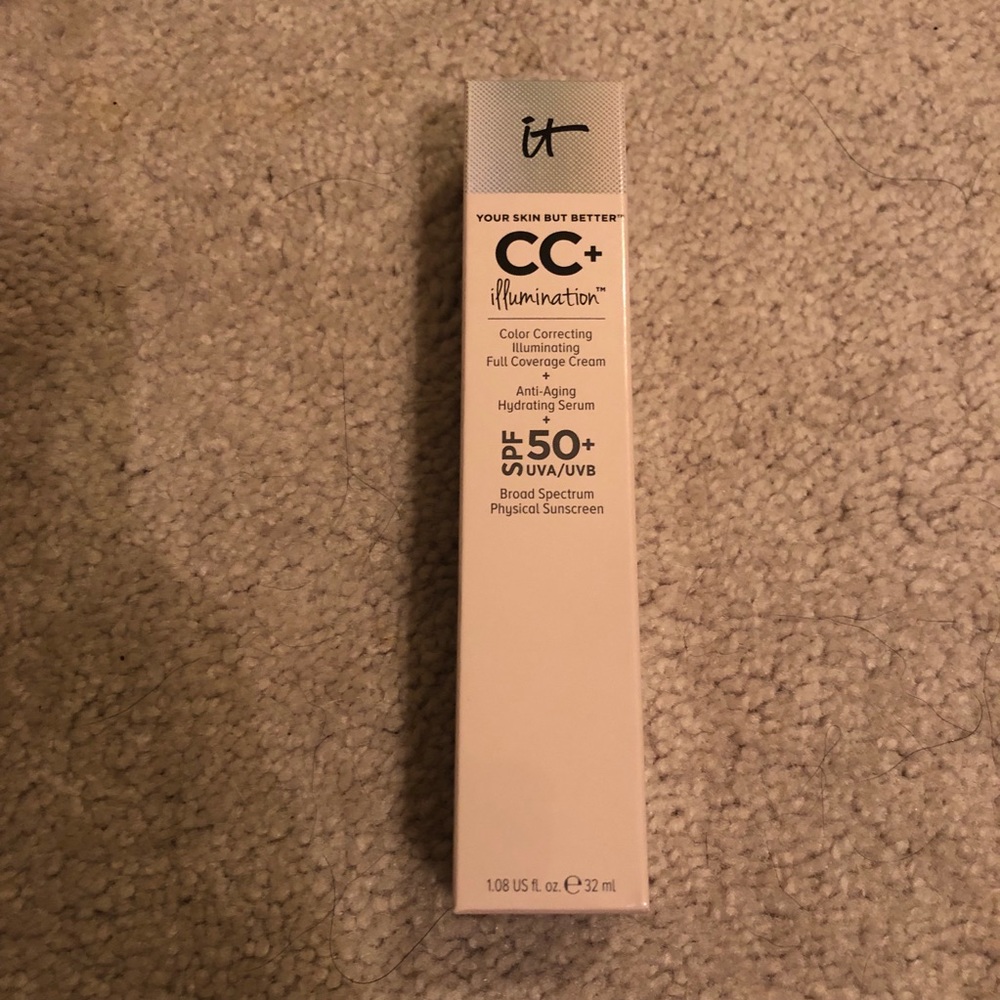 it
YOUR SKIN BUT BETTER™
CC+
illumination™
Color Correcting
Illuminating
Full Coverage Cream
+
Anti-Aging
Hydrating Serum
+
SPF 50+
UVA/UVB
Broad Spectrum
Physical Sunscreen
1.08 US fl. oz. ℮ 32 ml